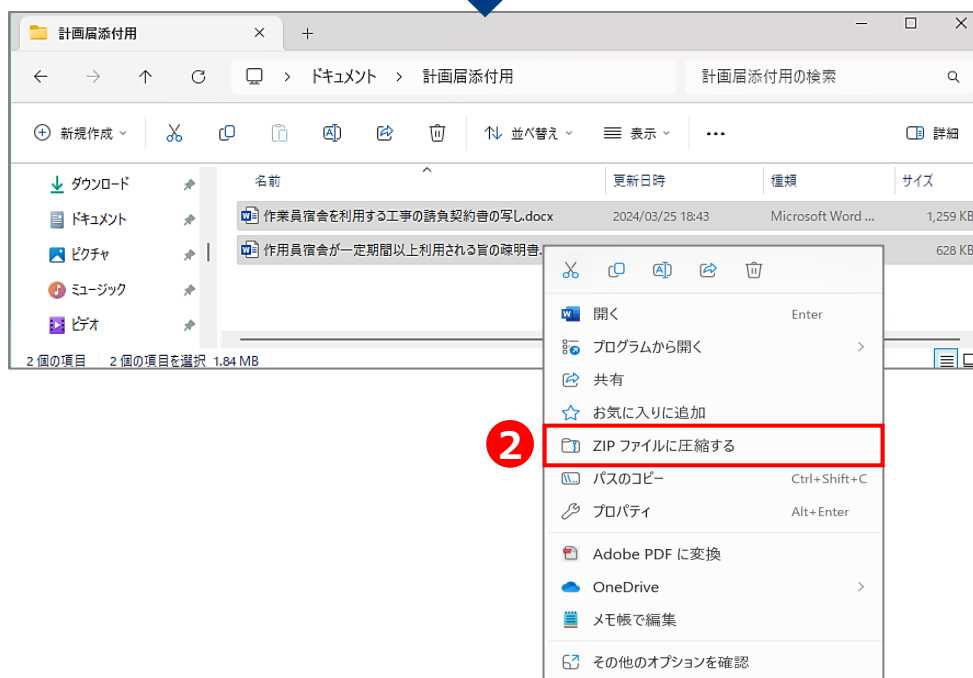 計画届添付用
ドキュメント > 計画届添付用
計画届添付用の検索
新規作成
並べ替え
表示
詳細
名前
更新日時
種類
サイズ
ダウンロード
ドキュメント
ピクチャ
ミュージック
ビデオ
作業員宿舎を利用する工事の請負契約書の写し.docx 2024/03/25 18:43 Microsoft Word ... 1,259 KB
作用員宿舎が一定期間以上利用される旨の疎明書. 628 KB
2 個の項目 2 個の項目を選択 1.84 MB
開く Enter
プログラムから開く
共有
お気に入りに追加
2
ZIP ファイルに圧縮する
パスのコピー Ctrl+Shift+C
プロパティ Alt+Enter
Adobe PDF に変換
OneDrive
メモ帳で編集
その他のオプションを確認